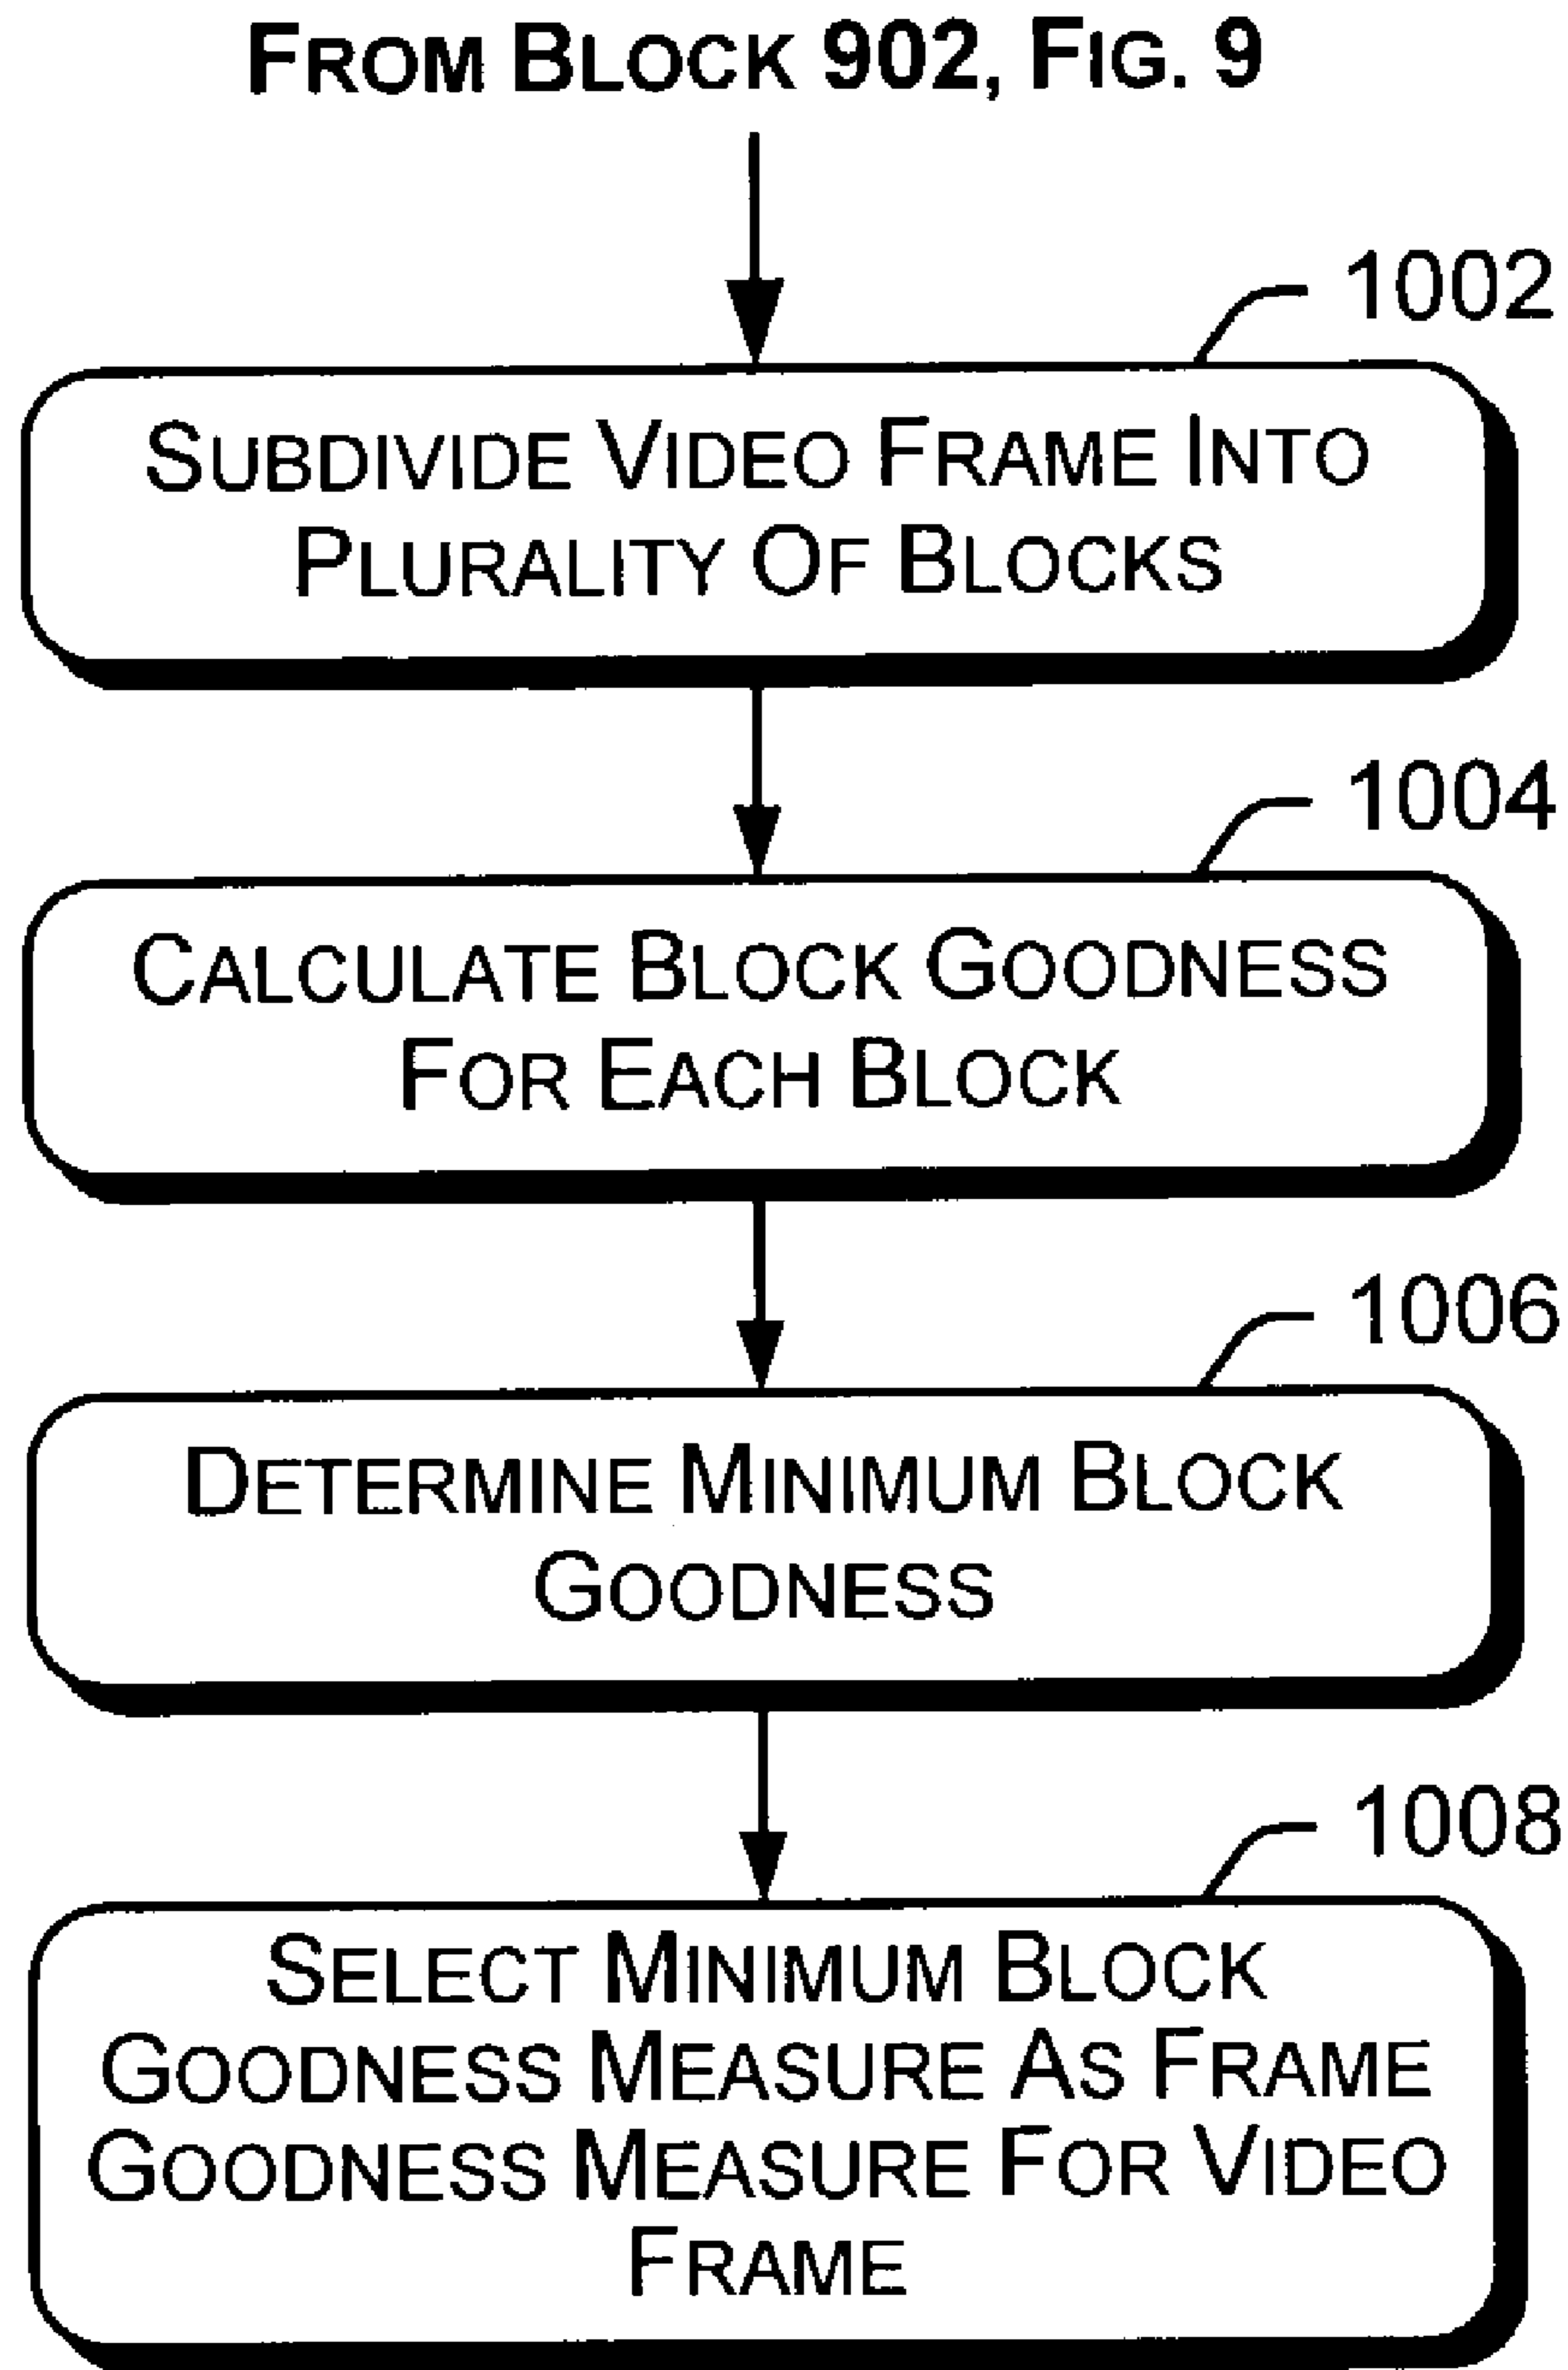 FROM BLOCK 902, FIG. 9
1002
SUBDIVIDE VIDEO FRAME INTO
PLURALITY OF BLOCKS
1004
CALCULATE BLOCK GOODNESS
FOR EACH BLOCK
1006
DETERMINE MINIMUM BLOCK
GOODNESS
1008
SELECT MINIMUM BLOCK
GOODNESS MEASURE AS FRAME
GOODNESS MEASURE FOR VIDEO
FRAME